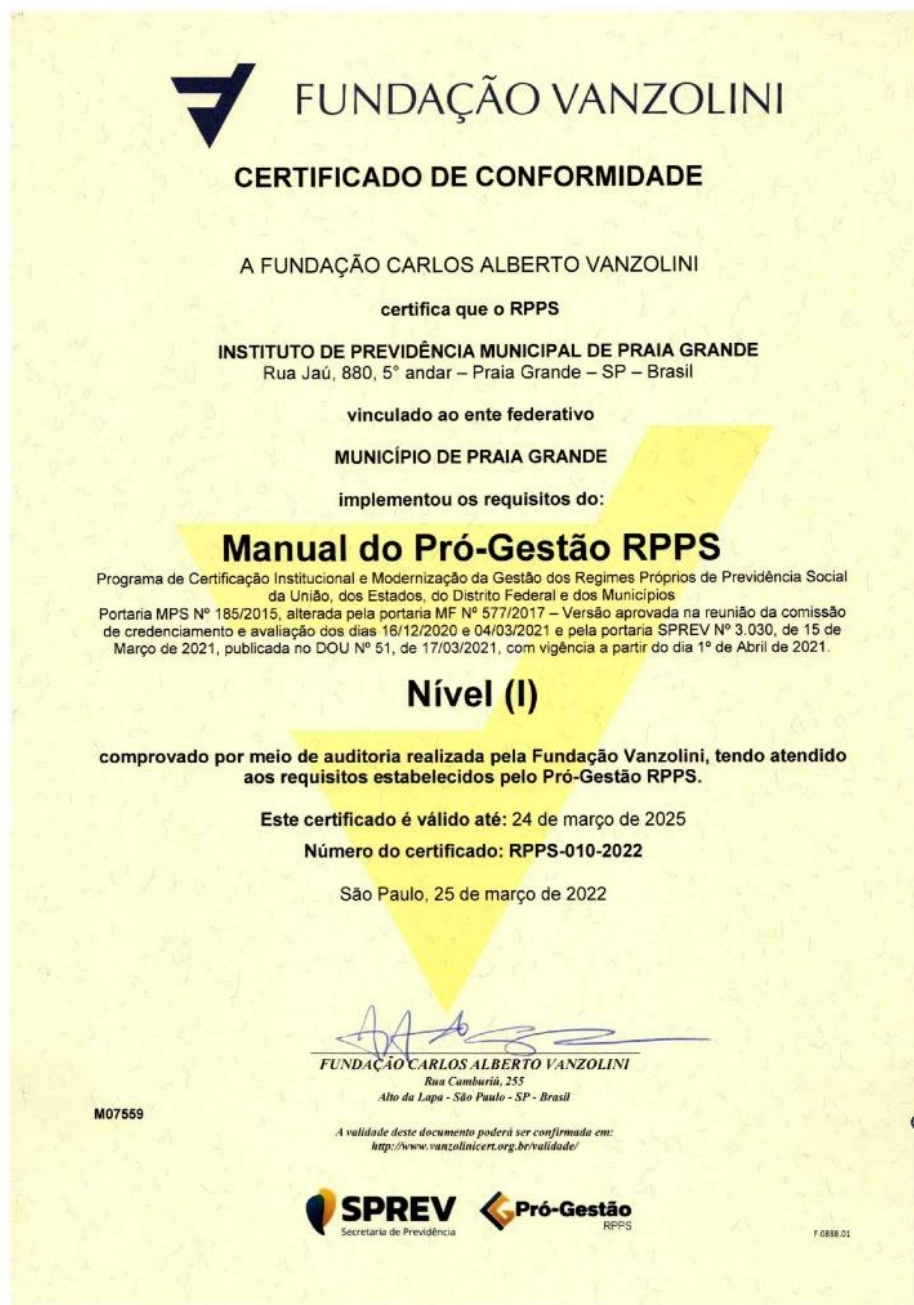 FUNDAÇÃO VANZOLINI
CERTIFICADO DE CONFORMIDADE
A FUNDAÇÃO CARLOS ALBERTO VANZOLINI
certifica que o RPPS
INSTITUTO DE PREVIDÊNCIA MUNICIPAL DE PRAIA GRANDE
Rua Jaú, 880, 5° andar – Praia Grande – SP – Brasil
vinculado ao ente federativo
MUNICÍPIO DE PRAIA GRANDE
implementou os requisitos do:
Manual do Pró-Gestão RPPS
Programa de Certificação Institucional e Modernização da Gestão dos Regimes Próprios de Previdência Social
da União, dos Estados, do Distrito Federal e dos Municípios
Portaria MPS Nº 185/2015, alterada pela portaria MF Nº 577/2017 – Versão aprovada na reunião da comissão
de credenciamento e avaliação dos dias 16/12/2020 e 04/03/2021 e pela portaria SPREV Nº 3.030, de 15 de
Março de 2021, publicada no DOU Nº 51, de 17/03/2021, com vigência a partir do dia 1º de Abril de 2021.
Nível (I)
comprovado por meio de auditoria realizada pela Fundação Vanzolini, tendo atendido
aos requisitos estabelecidos pelo Pró-Gestão RPPS.
Este certificado é válido até: 24 de março de 2025
Número do certificado: RPPS-010-2022
São Paulo, 25 de março de 2022
FUNDAÇÃO CARLOS ALBERTO VANZOLINI
Rua Camburiú, 255
Alto da Lapa - São Paulo - SP - Brasil
M07559
A validade deste documento poderá ser confirmada em:
http://www.vanzolinicert.org.br/validade/
SPREV
Secretaria de Previdência
Pró-Gestão
RPPS
F.0888.01